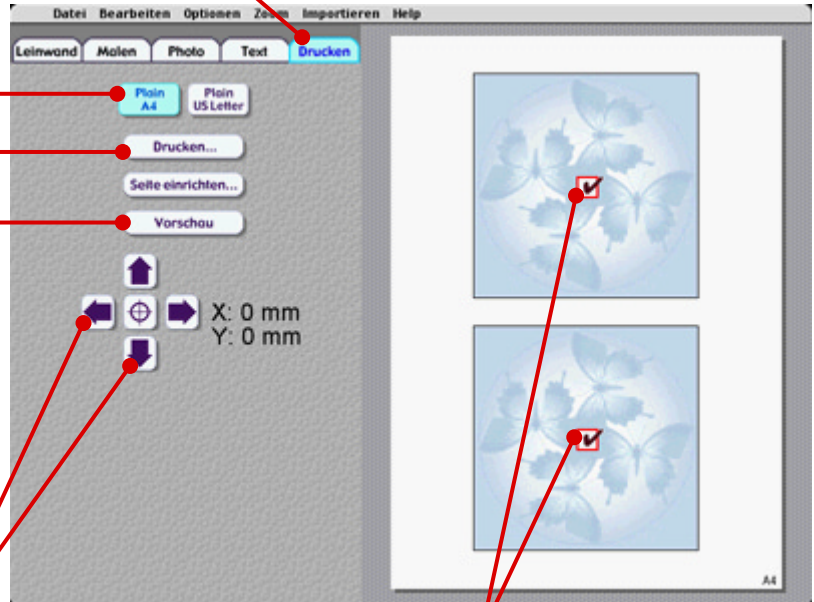 Datei Bearbeiten Optionen Zoom Importieren Help
Leinwand Malen Photo Text Drucken
Plain A4
Plain US Letter
Drucken...
Seite einrichten...
Vorschau
X: 0 mm
Y: 0 mm
A4